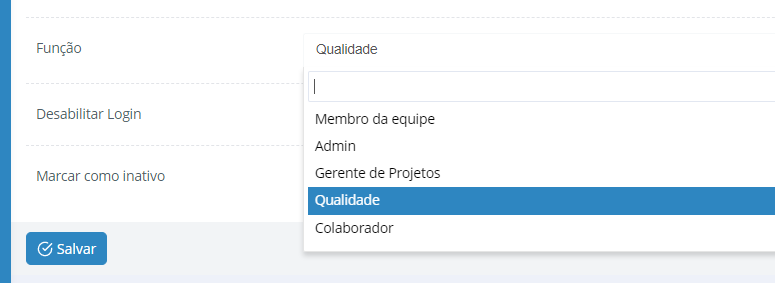 Função
Qualidade
Membro da equipe
Desabilitar Login
Admin
Gerente de Projetos
Marcar como inativo
Qualidade
Colaborador
Salvar